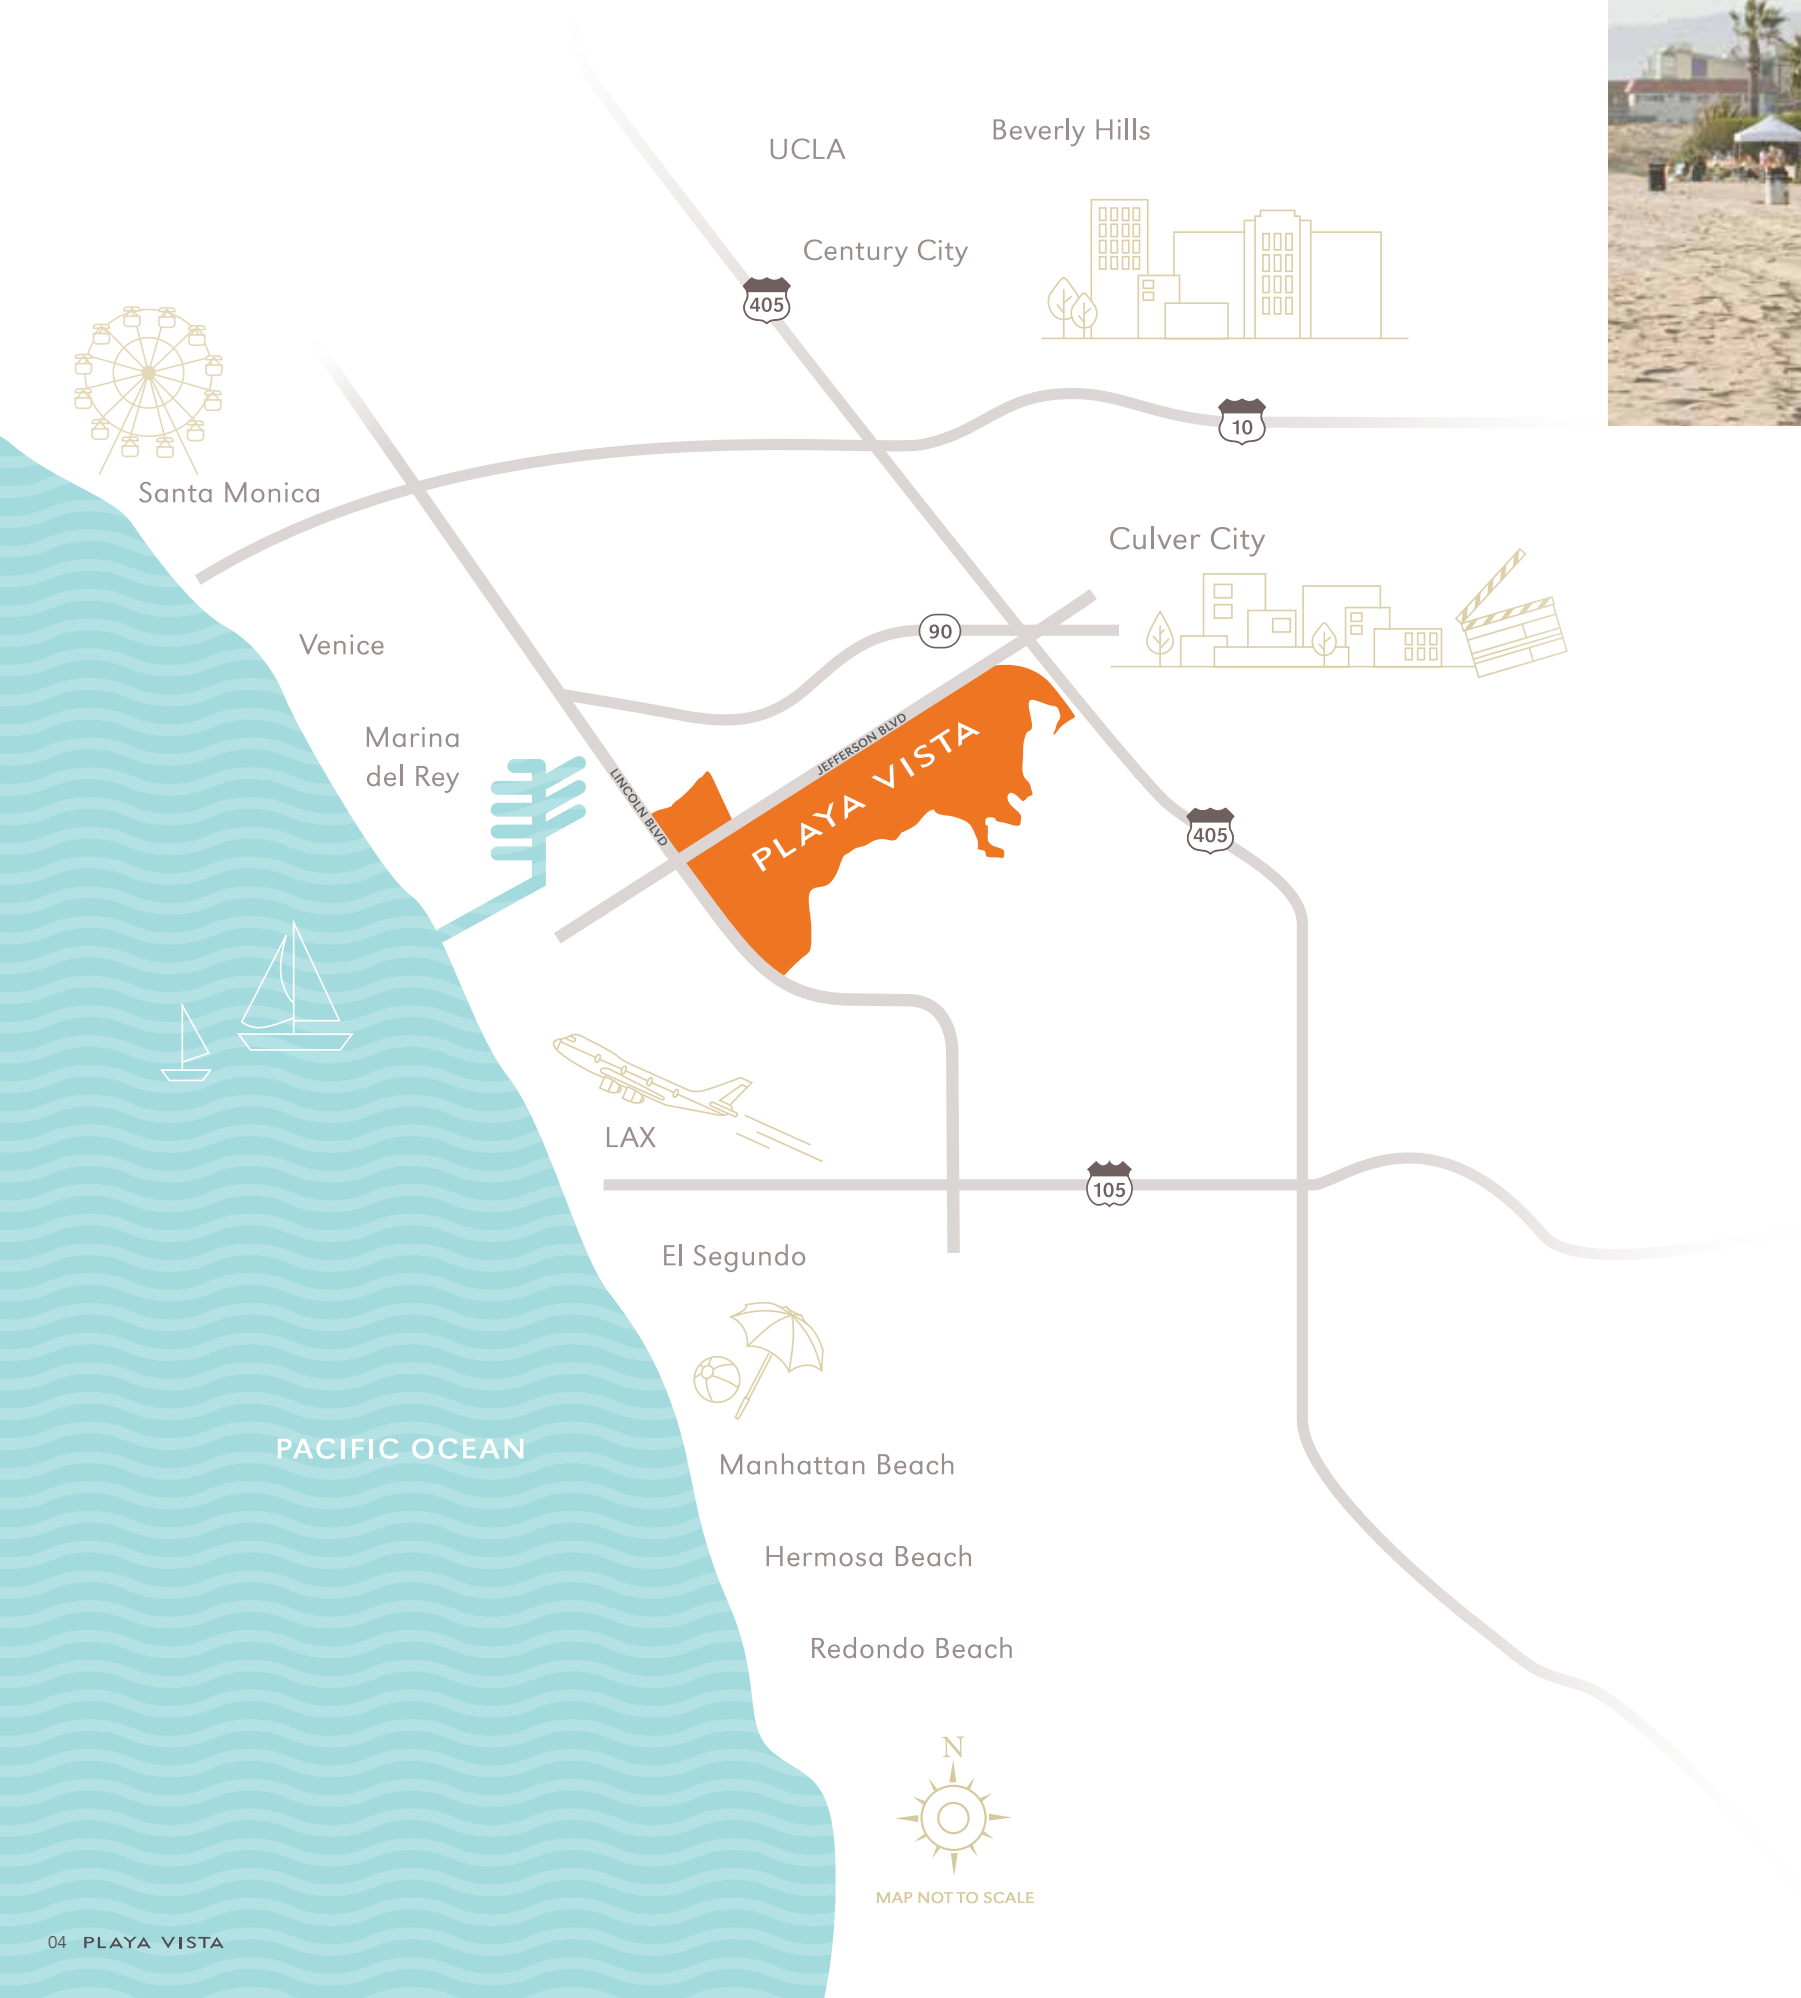 Beverly Hills
UCLA
Century City
405
10
Santa Monica
Culver City
90
Venice
Marina
del Rey
JEFFERSON BLVD
PLAYA VISTA
LINCOLN BLVD
405
LAX
105
El Segundo
PACIFIC OCEAN
Manhattan Beach
Hermosa Beach
Redondo Beach
N
MAP NOT TO SCALE
04 PLAYA VISTA